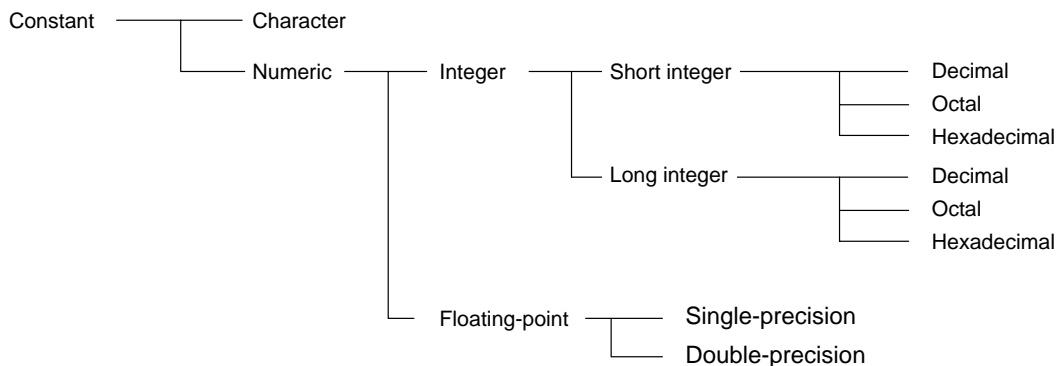 Constant Character
Numeric Integer Short integer Decimal
Octal
Hexadecimal
Long integer Decimal
Octal
Hexadecimal
Floating-point Single-precision
Double-precision